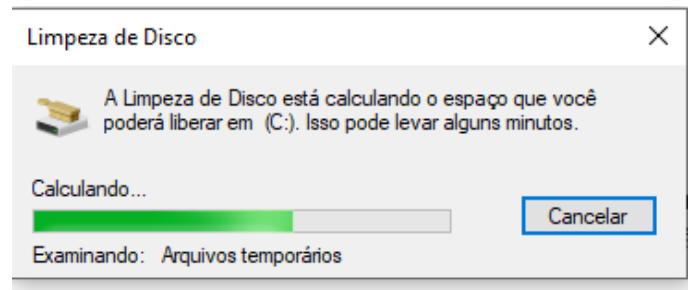 Limpeza de Disco
A Limpeza de Disco está calculando o espaço que você
poderá liberar em  (C:). Isso pode levar alguns minutos.
Calculando...
Cancelar
Examinando:   Arquivos temporários